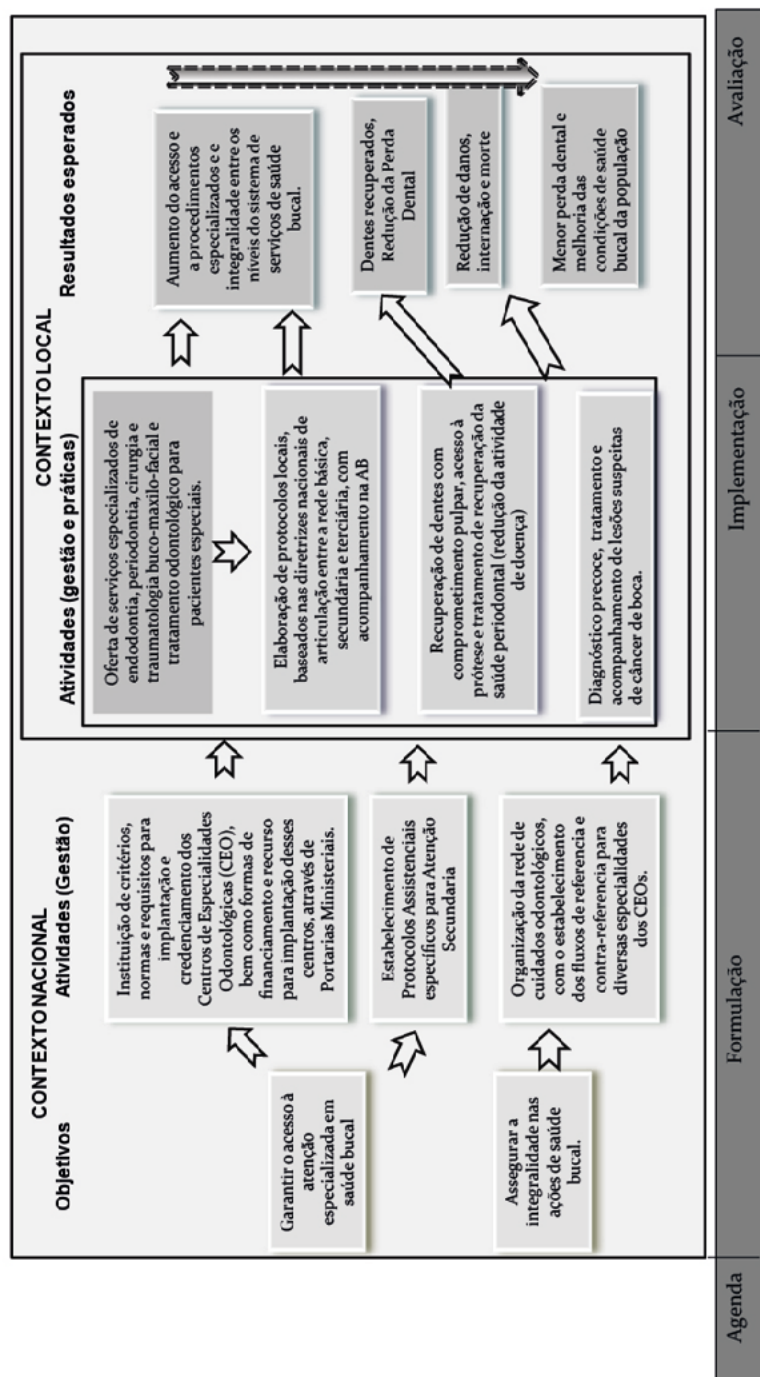 CONTEXTO NACIONAL
Objetivos
Garantir o acesso à
atenção
especializada em
saúde bucal
Assegurar a
integralidade nas
ações de saúde
bucal.
Atividades (Gestão)
Instituição de critérios,
normas e requisitos para
implantação e
credenciamento dos
Centros de Especialidades
Odontológicas (CEO),
bem como formas de
financiamento e recurso
para implantação desses
centros, através de
Portarias Ministeriais.
Estabelecimento de
Protocolos Assistenciais
específicos para Atenção
Secundaria
Organização da rede de
cuidados odontológicos,
com o estabelecimento
dos fluxos de referencia e
contra-referencia para
diversas especialidades
dos CEOs.
CONTEXTO LOCAL
Atividades (gestão e práticas)
Oferta de serviços especializados de
endodontia, periodontia, cirurgia e
traumatologia buco-maxilo-facial e
tratamento odontológico para
pacientes especiais.
Elaboração de protocolos locais,
baseados nas diretrizes nacionais de
articulação entre a rede básica,
secundária e terciária, com
acompanhamento na AB
Recuperação de dentes com
comprometimento pulpar, acesso à
prótese e tratamento de recuperação da
saúde periodontal (redução da atividade
de doença)
Diagnóstico precoce, tratamento e
acompanhamento de lesões suspeitas
de câncer de boca.
Resultados esperados
Aumento do acesso e
a procedimentos
especializados e e
integralidade entre os
níveis do sistema de
serviços de saúde
bucal.
Dentes recuperados,
Redução da Perda
Dental
Redução de danos,
internação e morte
Menor perda dental e
melhoria das
condições de saúde
bucal da população
Agenda
Formulação
Implementação
Avaliação